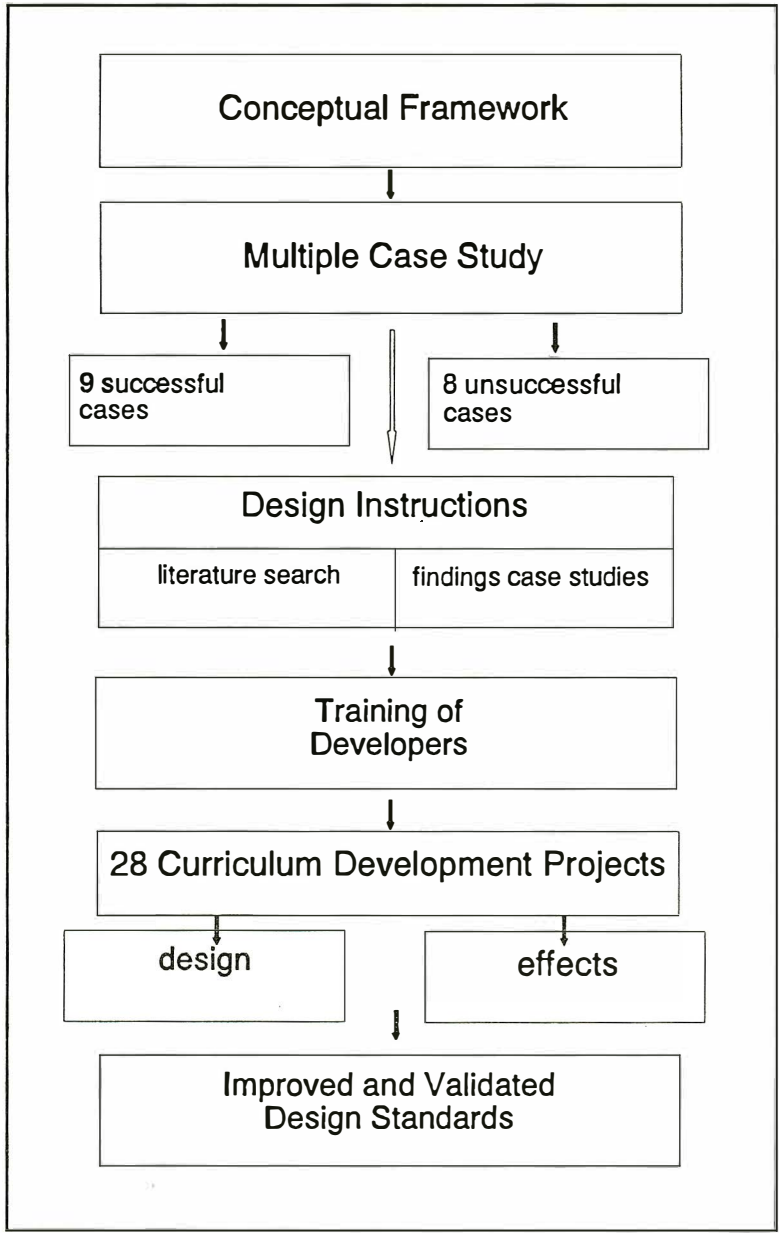 Conceptual Framework
Multiple Case Study
9 successful
cases
8 unsuccessful
cases
Design Instructions
literature search
findings case studies
Training of
Developers
28 Curriculum Development Projects
design
effects
Improved and Validated
Design Standards